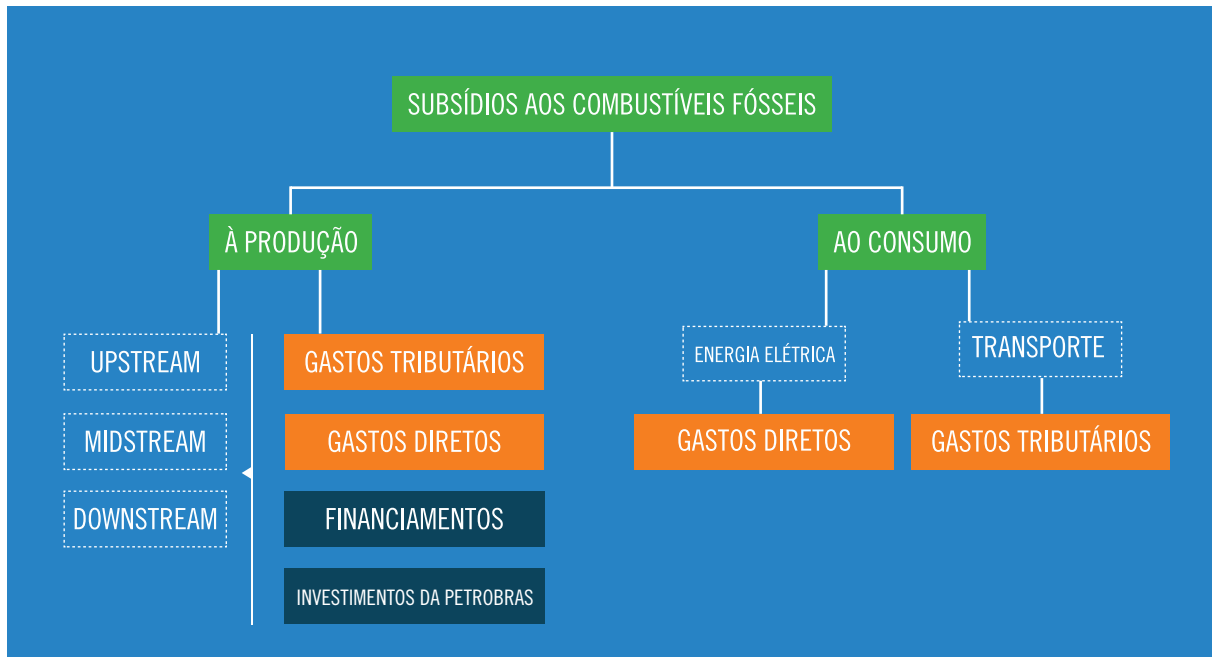 SUBSÍDIOS AOS COMBUSTÍVEIS FÓSSEIS
À PRODUÇÃO
AO CONSUMO
UPSTREAM
MIDSTREAM
DOWNSTREAM
GASTOS TRIBUTÁRIOS
GASTOS DIRETOS
FINANCIAMENTOS
INVESTIMENTOS DA PETROBRAS
ENERGIA ELÉTRICA
GASTOS DIRETOS
TRANSPORTE
GASTOS TRIBUTÁRIOS